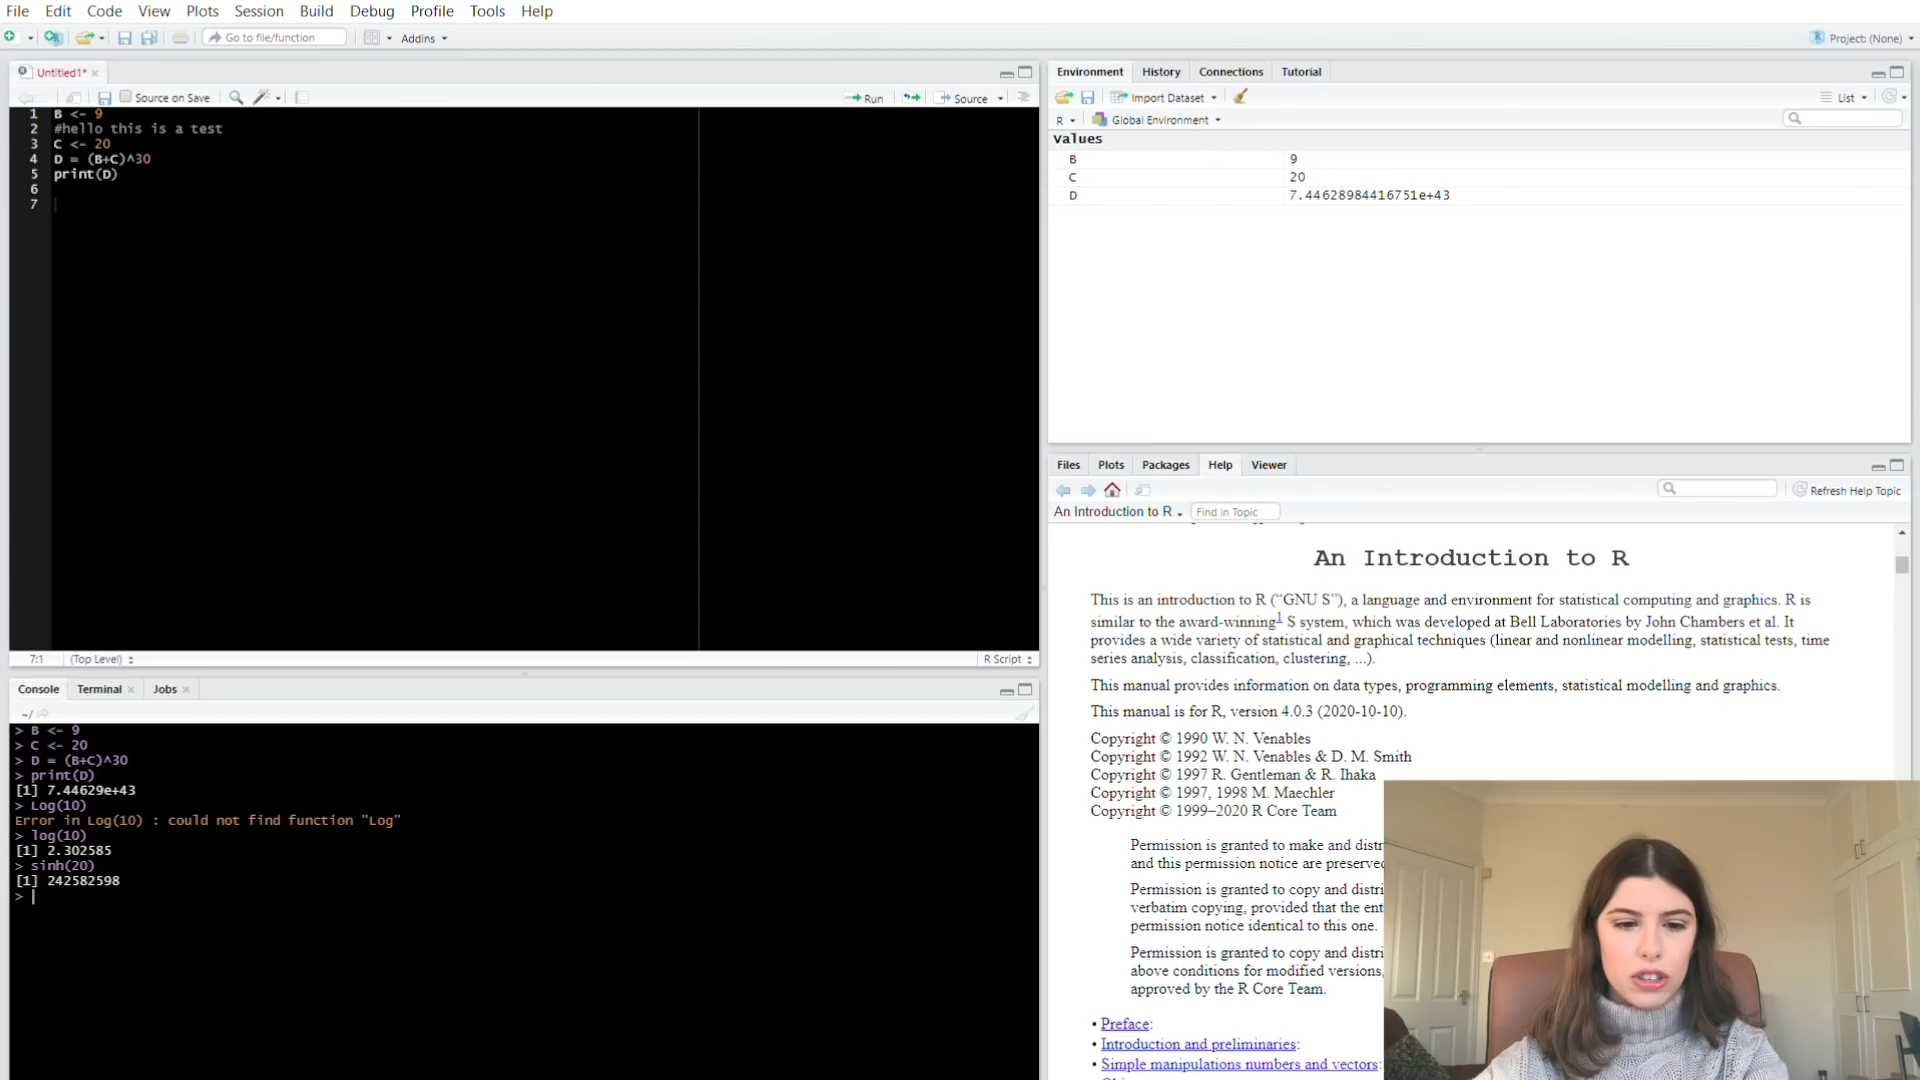 File Edit Code View Plots Session Build Debug Profile Tools Help
Go to file/function Addins Project: (None)
Untitled1*
Source on Save Run Source
1 B <- 9
2 #hello this is a test
3 C <- 20
4 D = (B+C)^30
5 print(D)
6
7
7:1 (Top Level) R Script
Console Terminal Jobs
~/
> B <- 9
> C <- 20
> D = (B+C)^30
> print(D)
[1] 7.44629e+43
> Log(10)
Error in Log(10) : could not find function "Log"
> log(10)
[1] 2.302585
> sinh(20)
[1] 242582598
>
Environment History Connections Tutorial
Import Dataset List
R Global Environment
Values
B 9
C 20
D 7.44628984416751e+43
Files Plots Packages Help Viewer
Refresh Help Topic
An Introduction to R Find in Topic
An Introduction to R
This is an introduction to R (“GNU S”), a language and environment for statistical computing and graphics. R is
similar to the award-winning1 S system, which was developed at Bell Laboratories by John Chambers et al. It
provides a wide variety of statistical and graphical techniques (linear and nonlinear modelling, statistical tests, time
series analysis, classification, clustering, ...).
This manual provides information on data types, programming elements, statistical modelling and graphics.
This manual is for R, version 4.0.3 (2020-10-10).
Copyright © 1990 W. N. Venables
Copyright © 1992 W. N. Venables & D. M. Smith
Copyright © 1997 R. Gentleman & R. Ihaka
Copyright © 1997, 1998 M. Maechler
Copyright © 1999–2020 R Core Team
Permission is granted to make and distr
and this permission notice are preserved
Permission is granted to copy and distri
verbatim copying, provided that the ent
permission notice identical to this one.
Permission is granted to copy and distri
above conditions for modified versions,
approved by the R Core Team.
• Preface:
• Introduction and preliminaries:
• Simple manipulations numbers and vectors: